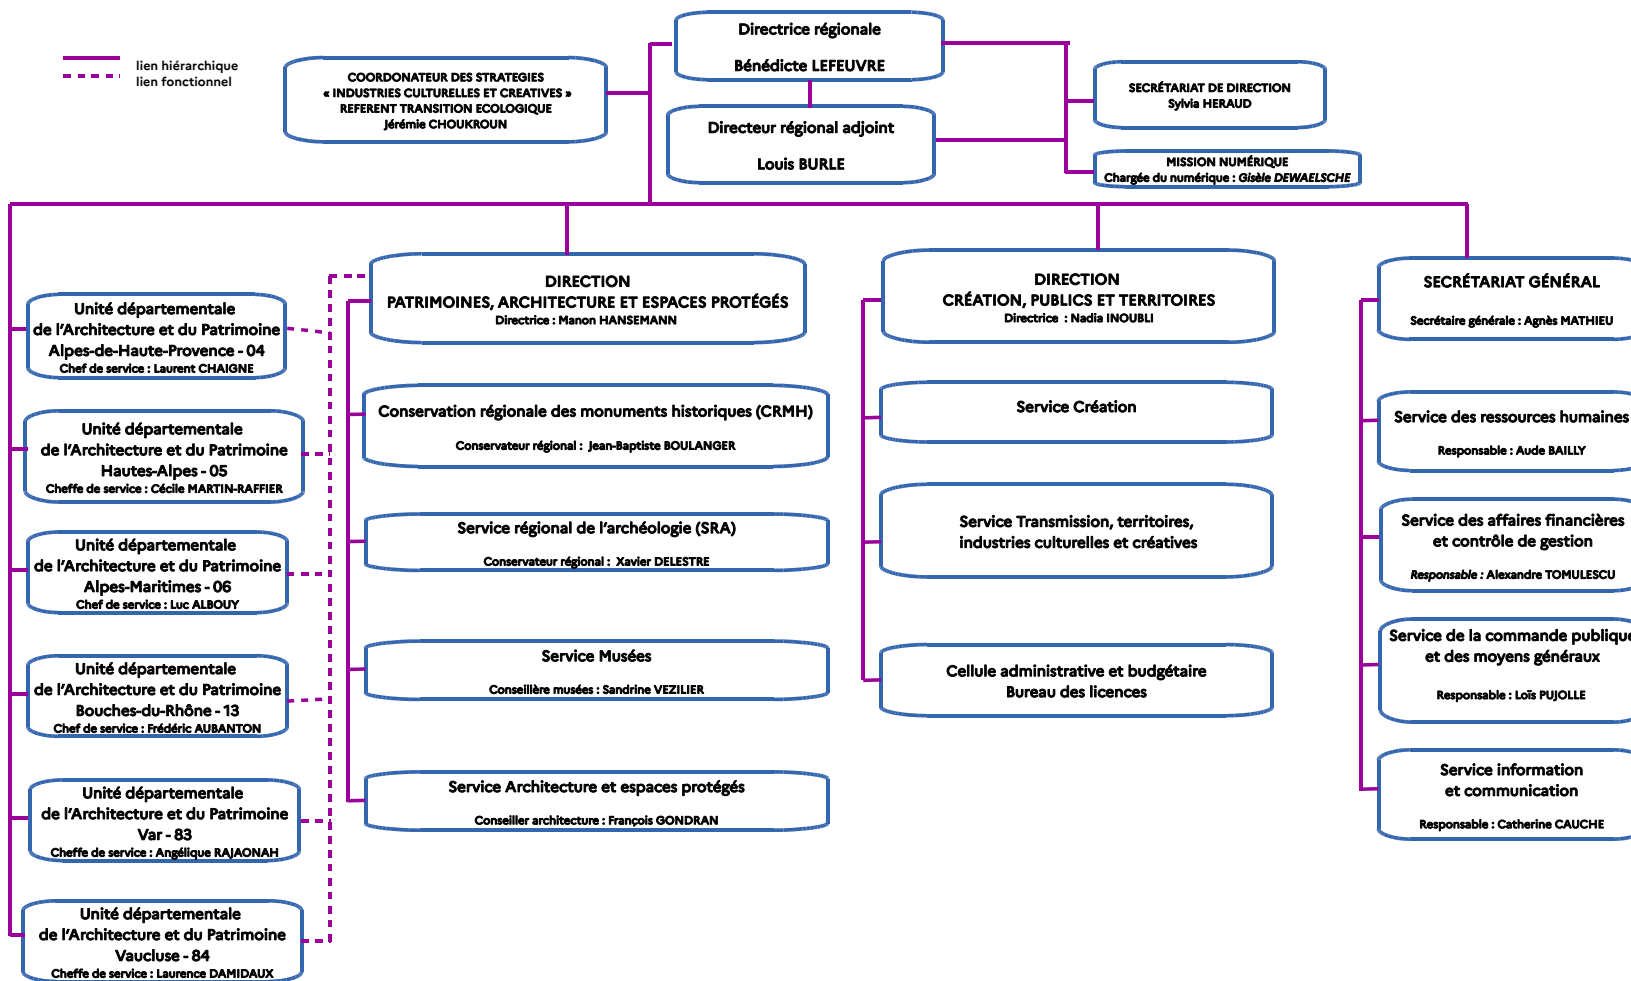 Directrice régionale
Bénédicte LEFEUVRE
lien hiérarchique
lien fonctionnel
COORDONATEUR DES STRATEGIES
« INDUSTRIES CULTURELLES ET CREATIVES »
REFERENT TRANSITION ECOLOGIQUE
Jérémie CHOUKROUN
Directeur régional adjoint
Louis BURLE
SECRÉTARIAT DE DIRECTION
Sylvia HERAUD
MISSION NUMÉRIQUE
Chargée du numérique : Gisèle DEWAELSCHE
Unité départementale
de l'Architecture et du Patrimoine
Alpes-de-Haute-Provence - 04
Chef de service : Laurent CHAIGNE
Unité départementale
de l'Architecture et du Patrimoine
Hautes-Alpes - 05
Cheffe de service : Cécile MARTIN-RAFFIER
Unité départementale
de l'Architecture et du Patrimoine
Alpes-Maritimes - 06
Chef de service : Luc ALBOUY
Unité départementale
de l'Architecture et du Patrimoine
Bouches-du-Rhône - 13
Chef de service : Frédéric AUBANTON
Unité départementale
de l'Architecture et du Patrimoine
Var - 83
Cheffe de service : Angélique RAJAONAH
Unité départementale
de l'Architecture et du Patrimoine
Vaucluse - 84
Cheffe de service : Laurence DAMIDAUX
DIRECTION
PATRIMOINES, ARCHITECTURE ET ESPACES PROTÉGÉS
Directrice : Manon HANSEMANN
Conservation régionale des monuments historiques (CRMH)
Conservateur régional : Jean-Baptiste BOULANGER
Service régional de l'archéologie (SRA)
Conservateur régional : Xavier DELESTRE
Service Musées
Conseillère musées : Sandrine VEZILIER
Service Architecture et espaces protégés
Conseiller architecture : François GONDRAN
DIRECTION
CRÉATION, PUBLICS ET TERRITOIRES
Directrice : Nadia INOUBLI
Service Création
Service Transmission, territoires,
industries culturelles et créatives
Cellule administrative et budgétaire
Bureau des licences
SECRÉTARIAT GÉNÉRAL
Secrétaire générale : Agnès MATHIEU
Service des ressources humaines
Responsable : Aude BAILLY
Service des affaires financières
et contrôle de gestion
Responsable : Alexandre TOMULESCU
Service de la commande publique
et des moyens généraux
Responsable : Loïs PUJOLLE
Service information
et communication
Responsable : Catherine CAUCHE